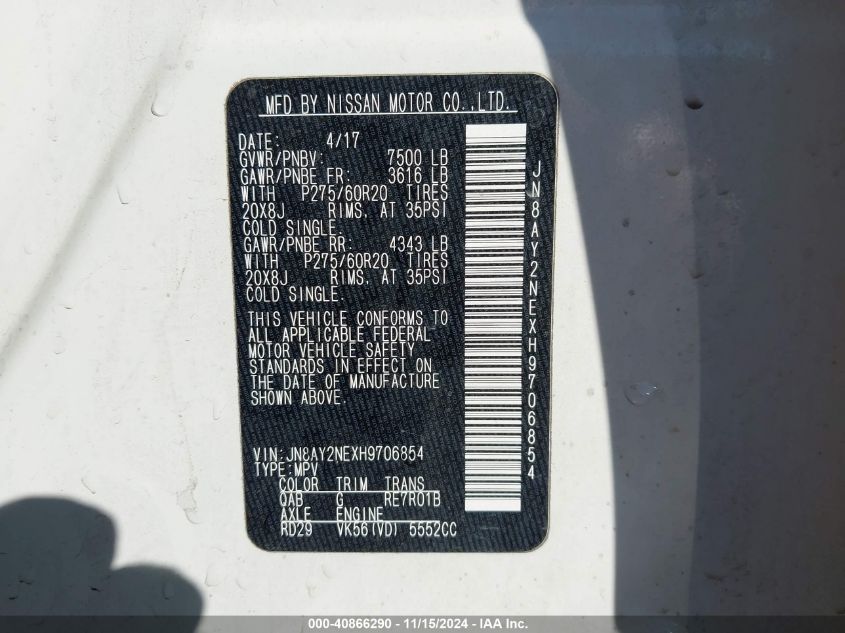 MFD BY NISSAN MOTOR CO.,LTD.
DATE: 4/17
GVWR/PNBV: 7500 LB
GAWR/PNBE FR: 3616 LB
WITH P275/60R20 TIRES
20X8J RIMS, AT 35PSI
COLD SINGLE.
GAWR/PNBE RR: 4343 LB
WITH P275/60R20 TIRES
20X8J RIMS, AT 35PSI
COLD SINGLE.
THIS VEHICLE CONFORMS TO
ALL APPLICABLE FEDERAL
MOTOR VEHICLE SAFETY
STANDARDS IN EFFECT ON
THE DATE OF MANUFACTURE
SHOWN ABOVE.
VIN:JN8AY2NEXH9706854
TYPE:MPV
COLOR TRIM TRANS
QAB G RE7R01B
AXLE ENGINE
RD29 VK56(VD) 5552CC
JN8AY2NEXH9706854
000-40866290 - 11/15/2024 - IAA Inc.